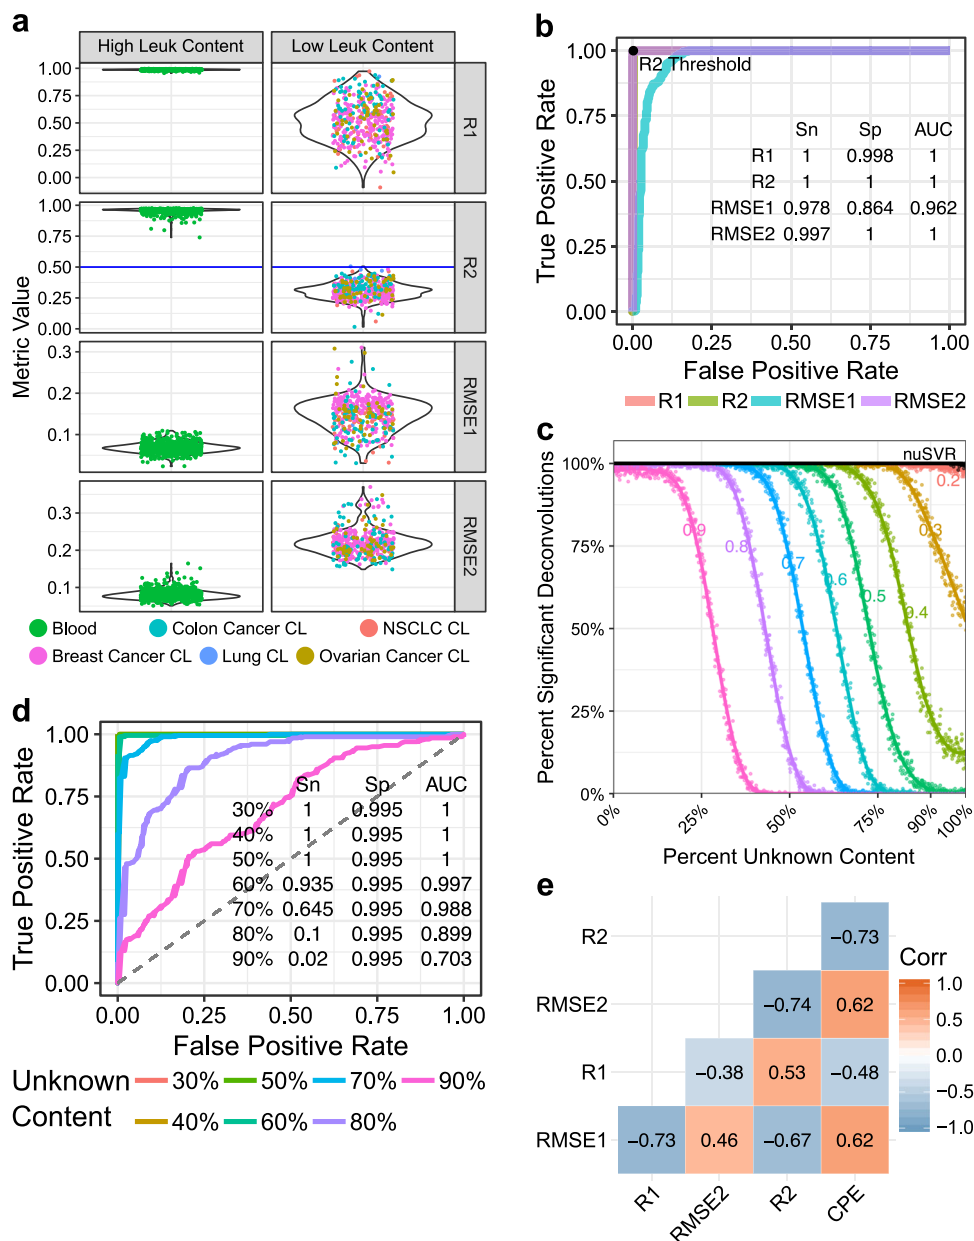 a
High Leuk Content Low Leuk Content
Metric Value
1.00
0.75
0.50
0.25
0.00
R1
1.00
0.75
0.50
0.25
0.00
R2
0.3
0.2
0.1
RMSE1
0.3
0.2
0.1
RMSE2
Blood Colon Cancer CL NSCLC CL
Breast Cancer CL Lung CL Ovarian Cancer CL
b
True Positive Rate
1.00
0.75
0.50
0.25
0.00
R2 Threshold
Sn Sp AUC
R1 1 0.998 1
R2 1 1 1
RMSE1 0.978 0.864 0.962
RMSE2 0.997 1 1
0.00 0.25 0.50 0.75 1.00
False Positive Rate
R1 R2 RMSE1 RMSE2
c
Percent Significant Deconvolutions
100%
75%
50%
25%
0%
nuSVR
0.9
0.8
0.7
0.6
0.5
0.4
0.3
0.2
0% 25% 50% 75% 90% 100%
Percent Unknown Content
d
True Positive Rate
1.00
0.75
0.50
0.25
0.00
Sn Sp AUC
30% 1 0.995 1
40% 1 0.995 1
50% 1 0.995 1
60% 0.935 0.995 0.997
70% 0.645 0.995 0.988
80% 0.1 0.995 0.899
90% 0.02 0.995 0.703
0.00 0.25 0.50 0.75 1.00
False Positive Rate
Unknown Content
30% 50% 70% 90%
40% 60% 80%
e
R2 −0.73
RMSE2 −0.74 0.62
R1 −0.38 0.53 −0.48
RMSE1 −0.73 0.46 −0.67 0.62
R1 RMSE2 R2 CPE
Corr
1.0
0.5
0.0
−0.5
−1.0